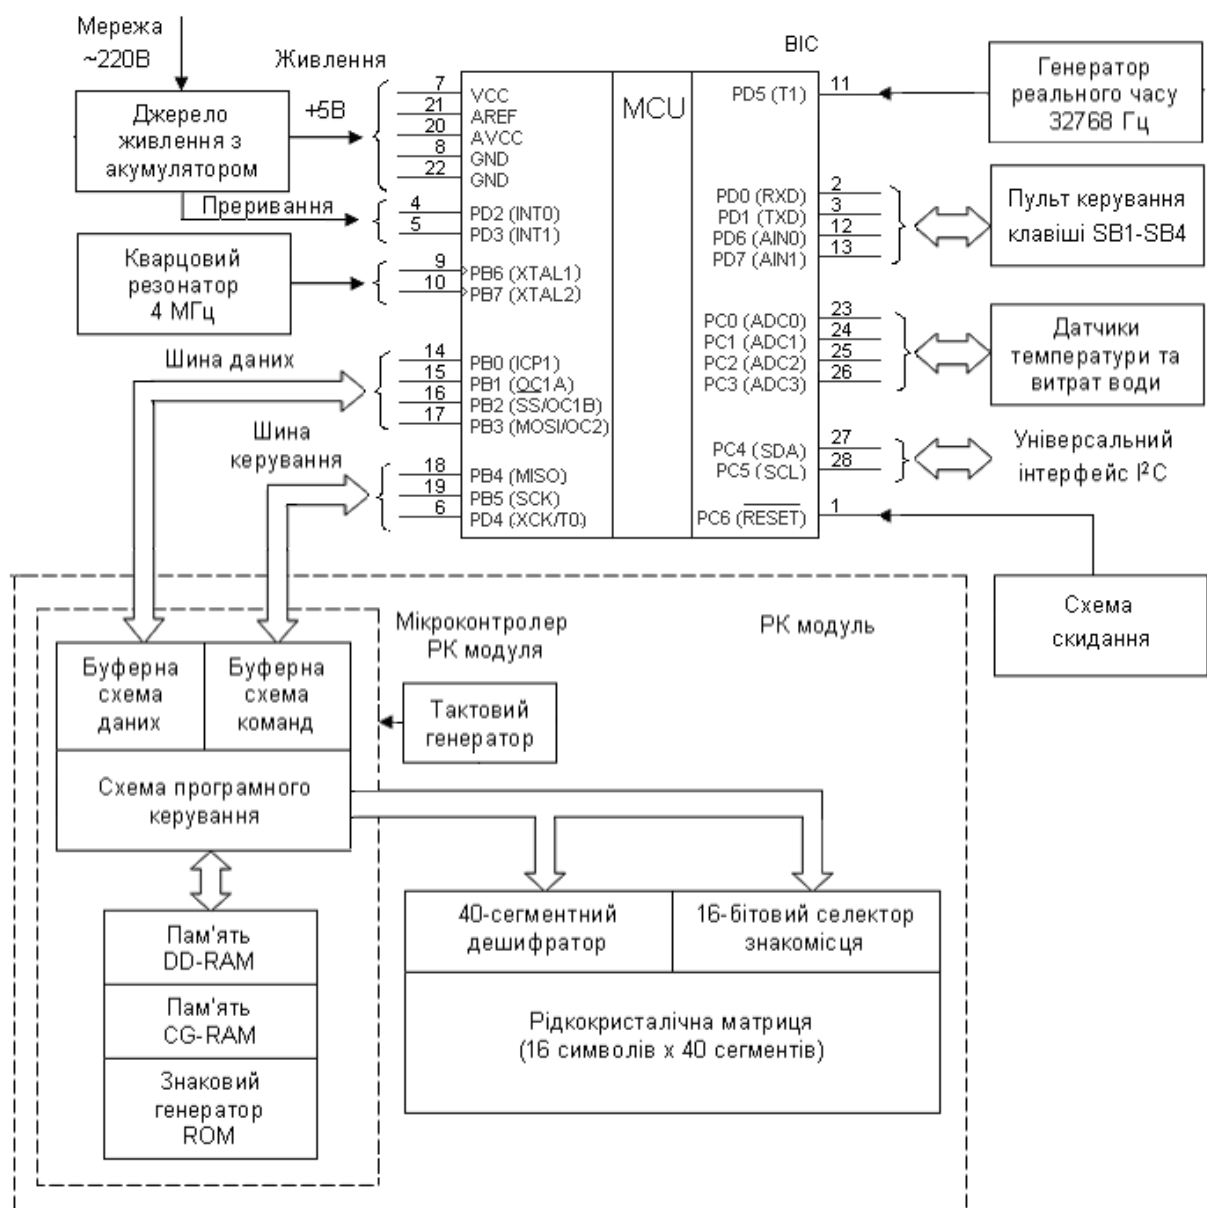 Мережа
~220В
Джерело
живлення з
акумулятором
Живлення
+5В
Преривання
Кварцовий
резонатор
4 МГц
Шина даних
Шина
керування
7
21
20
8
22
4
5
9
10
14
15
16
17
18
19
6
VCC
AREF
AVCC
GND
GND
PD2 (INT0)
PD3 (INT1)
PB6 (XTAL1)
PB7 (XTAL2)
PB0 (ICP1)
PB1 (OC1A)
PB2 (SS/OC1B)
PB3 (MOSI/OC2)
PB4 (MISO)
PB5 (SCK)
PD4 (XCK/T0)
MCU
ВІС
PD5 (T1)
PD0 (RXD)
PD1 (TXD)
PD6 (AIN0)
PD7 (AIN1)
PC0 (ADC0)
PC1 (ADC1)
PC2 (ADC2)
PC3 (ADC3)
PC4 (SDA)
PC5 (SCL)
PC6 (RESET)
11
2
3
12
13
23
24
25
26
27
28
1
Генератор
реального часу
32768 Гц
Пульт керування
клавіші SB1-SB4
Датчики
температури та
витрат води
Універсальний
інтерфейс I²C
Схема
скидання
Мікроконтролер
РК модуля
РК модуль
Буферна
схема
даних
Буферна
схема
команд
Тактовий
генератор
Схема програмного
керування
Пам'ять
DD-RAM
Пам'ять
CG-RAM
Знаковий
генератор
ROM
40-сегментний
дешифратор
16-бітовий селектор
знакомісця
Рідкокристалічна матриця
(16 символів х 40 сегментів)